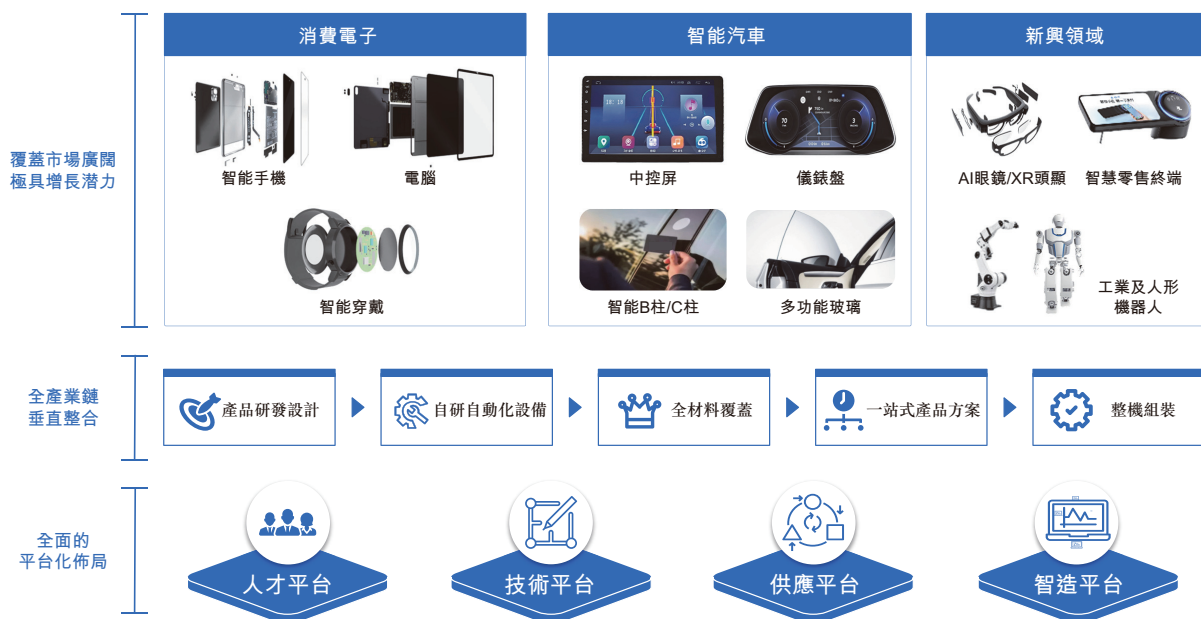 消費電子
智能汽車
新興領域
覆蓋市場廣闊
極具增長潛力
智能手機
電腦
智能穿戴
中控屏
儀錶盤
智能B柱/C柱
多功能玻璃
AI眼鏡/XR頭顯
智慧零售終端
工業及人形
機器人
全產業鏈
垂直整合
產品研發設計
自研自動化設備
全材料覆蓋
一站式產品方案
整機組裝
全面的
平台化佈局
人才平台
技術平台
供應平台
智造平台